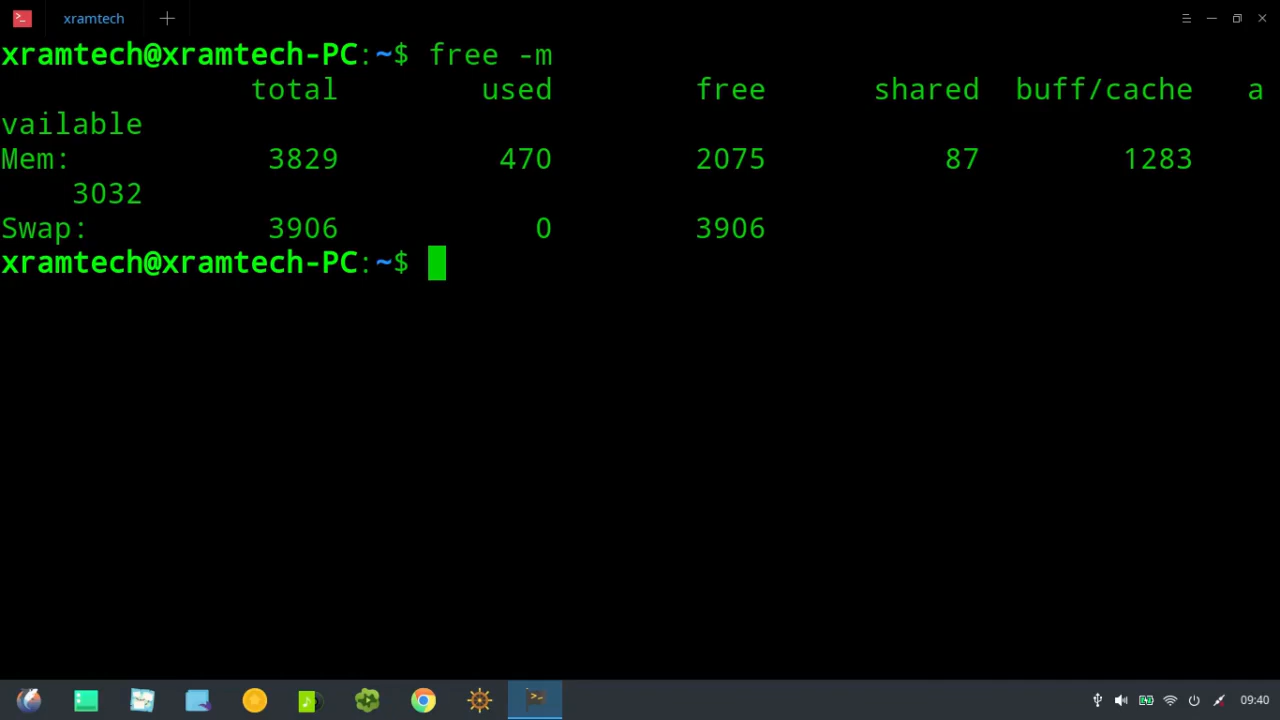 xramtech
xramtech@xramtech-PC:~$ free -m
total used free shared buff/cache a
vailable
Mem: 3829 470 2075 87 1283
3032
Swap: 3906 0 3906
xramtech@xramtech-PC:~$
09:40